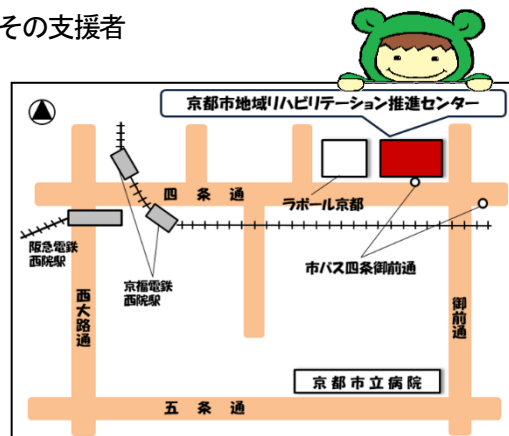 その支援者
京都市地域リハビリテーション推進センター
四条通
ラボール京都
阪急電鉄
西院駅
京福電鉄
西院駅
市バス四条御前通
西大路通
御前通
京都市立病院
五条通